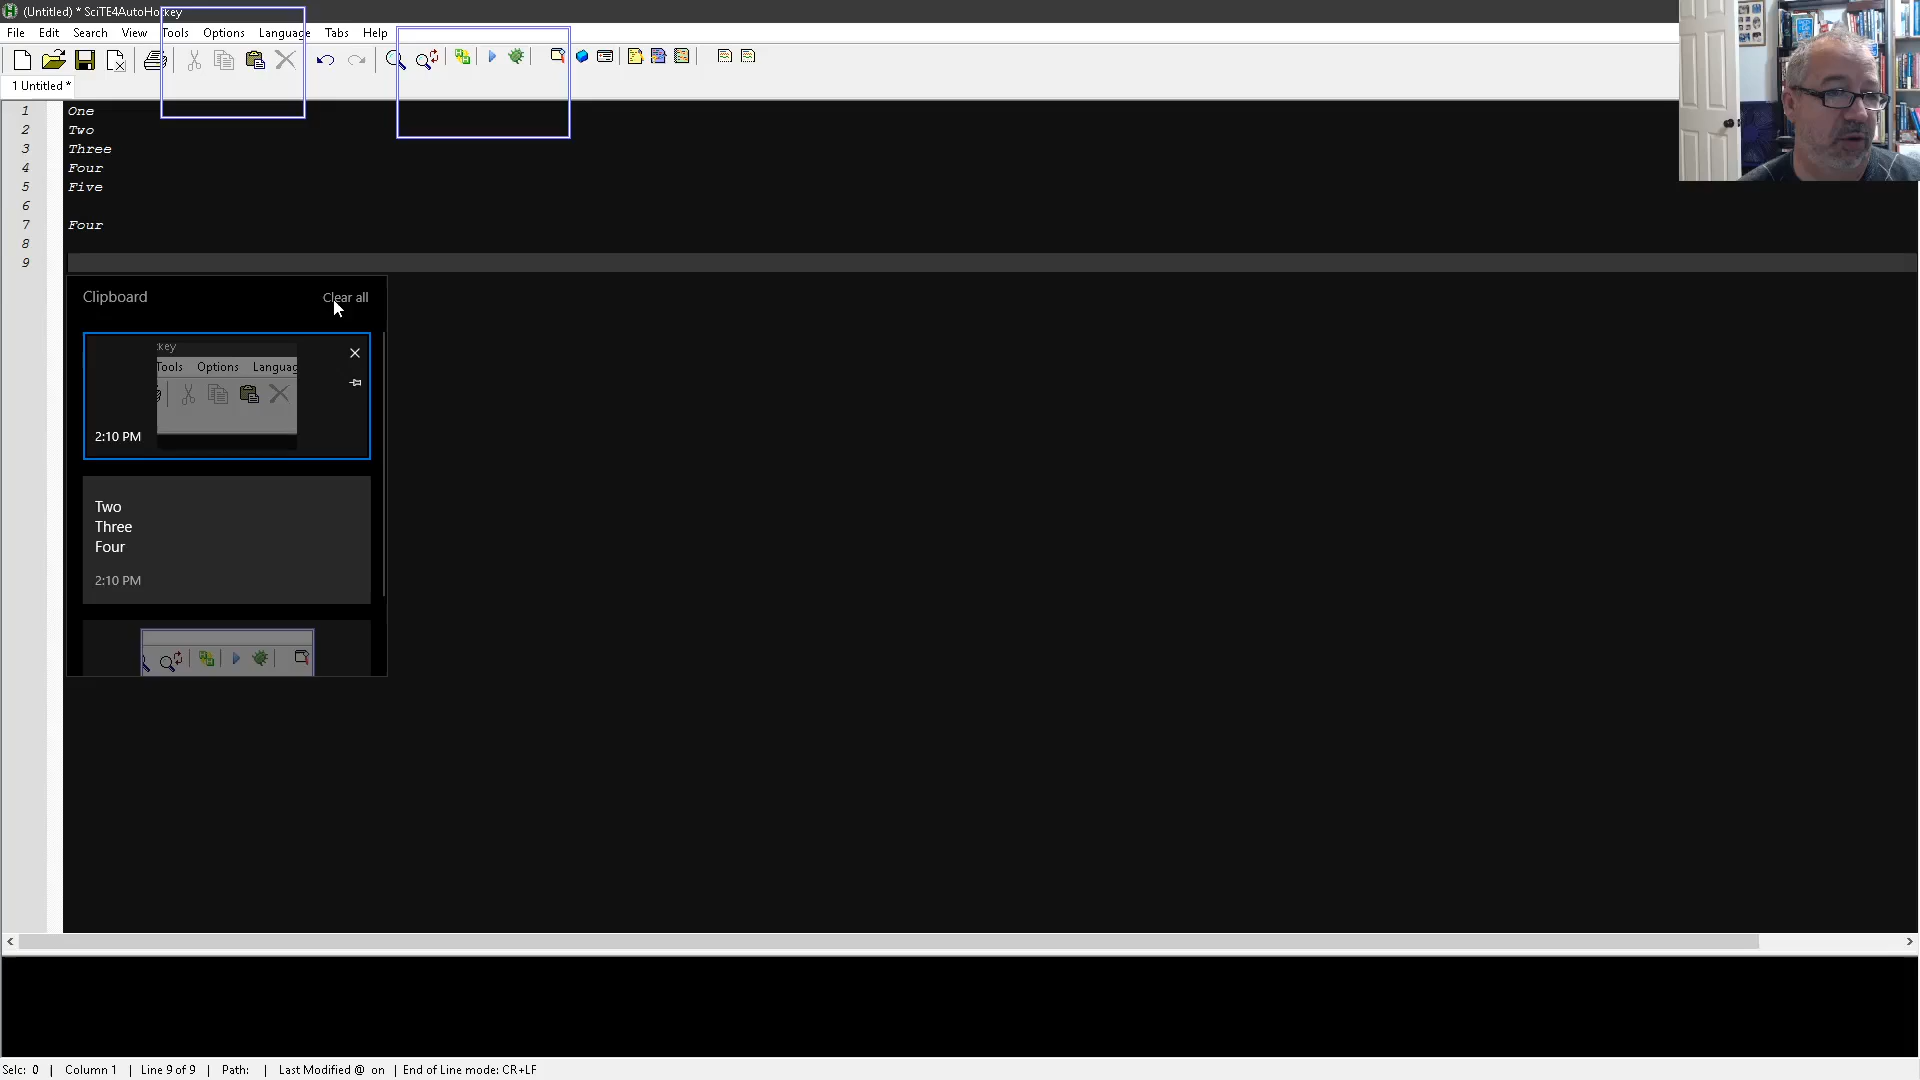 (Untitled) * SciTE4AutoHotkey
File Edit Search View Tools Options Language Tabs Help
1 Untitled *
1 One
2 Two
3 Three
4 Four
5 Five
6
7 Four
8
9
Clipboard Clear all
:key
Tools Options Languag
2:10 PM
Two
Three
Four
2:10 PM
Selc: 0 | Column 1 | Line 9 of 9 | Path: | Last Modified @ on | End of Line mode: CR+LF